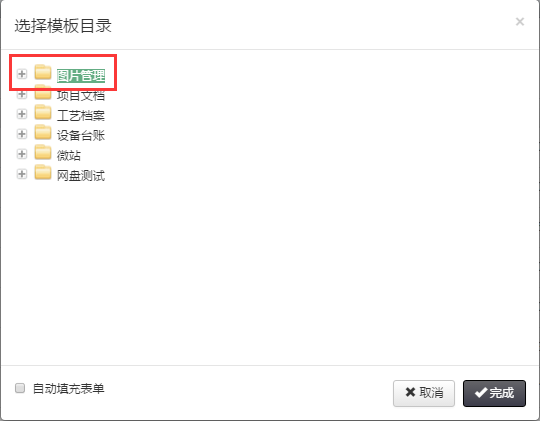 选择模板目录
图片管理
项目文档
工艺档案
设备台账
微站
网盘测试
自动填充表单
取消
完成